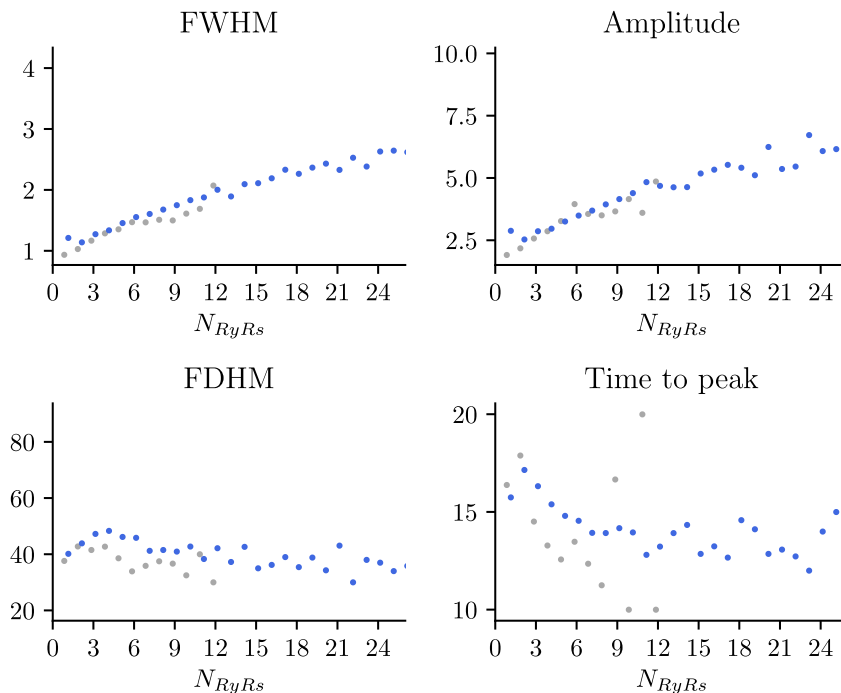 FWHM
4
3
2
1
0 3 6 9 12 15 18 21 24
N_{RyRs}
Amplitude
10.0
7.5
5.0
2.5
0 3 6 9 12 15 18 21 24
N_{RyRs}
FDHM
80
60
40
20
0 3 6 9 12 15 18 21 24
N_{RyRs}
Time to peak
20
15
10
0 3 6 9 12 15 18 21 24
N_{RyRs}